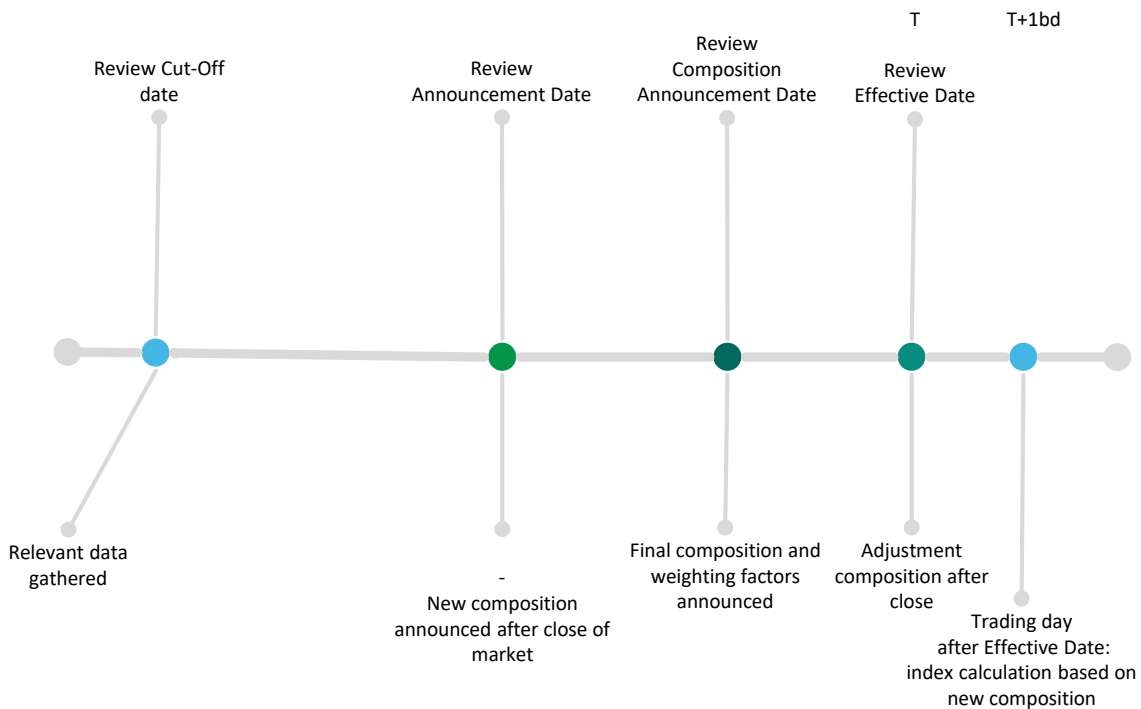 T
T+1bd
Review Cut-Off
date
Review
Announcement Date
Review
Composition
Announcement Date
Review
Effective Date
Relevant data
gathered
-
New composition
announced after close of
market
Final composition and
weighting factors
announced
Adjustment
composition after
close
Trading day
after Effective Date:
index calculation based on
new composition